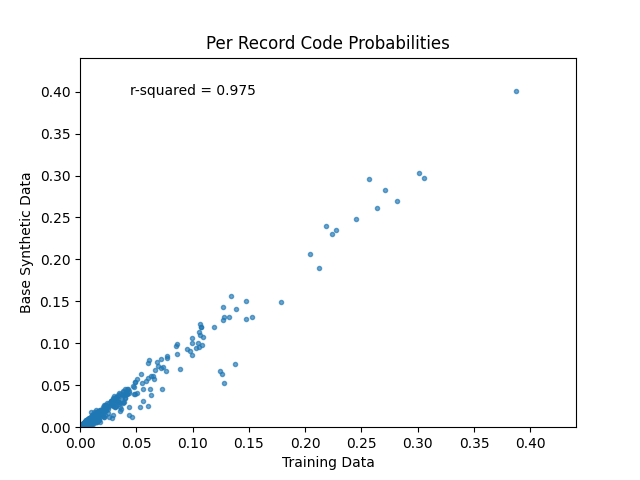 Per Record Code Probabilities
r-squared = 0.975
0.40
0.35
0.30
0.25
0.20
0.15
0.10
0.05
0.00
Base Synthetic Data
0.00 0.05 0.10 0.15 0.20 0.25 0.30 0.35 0.40
Training Data